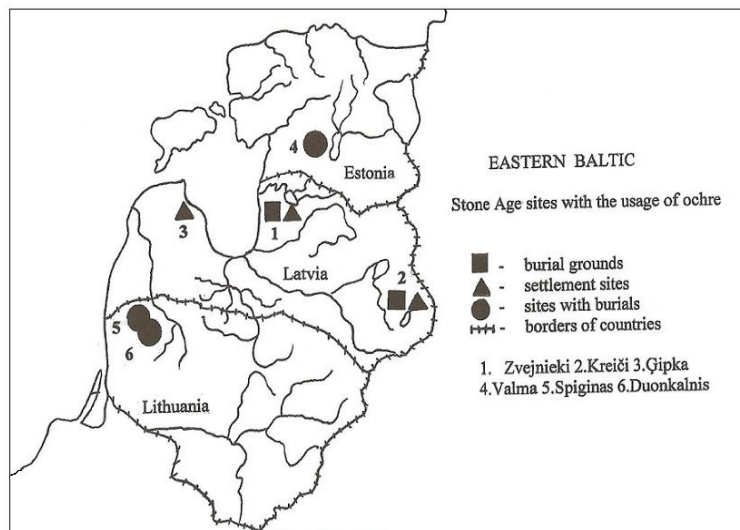 4
Estonia
3
1
Latvia
2
5
6
Lithuania
EASTERN BALTIC
Stone Age sites with the usage of ochre
- burial grounds
- settlement sites
- sites with burials
- borders of countries
1. Zvejnieki 2.Kreiči 3.Ģipka
4.Valma 5.Spiginas 6.Duonkalnis